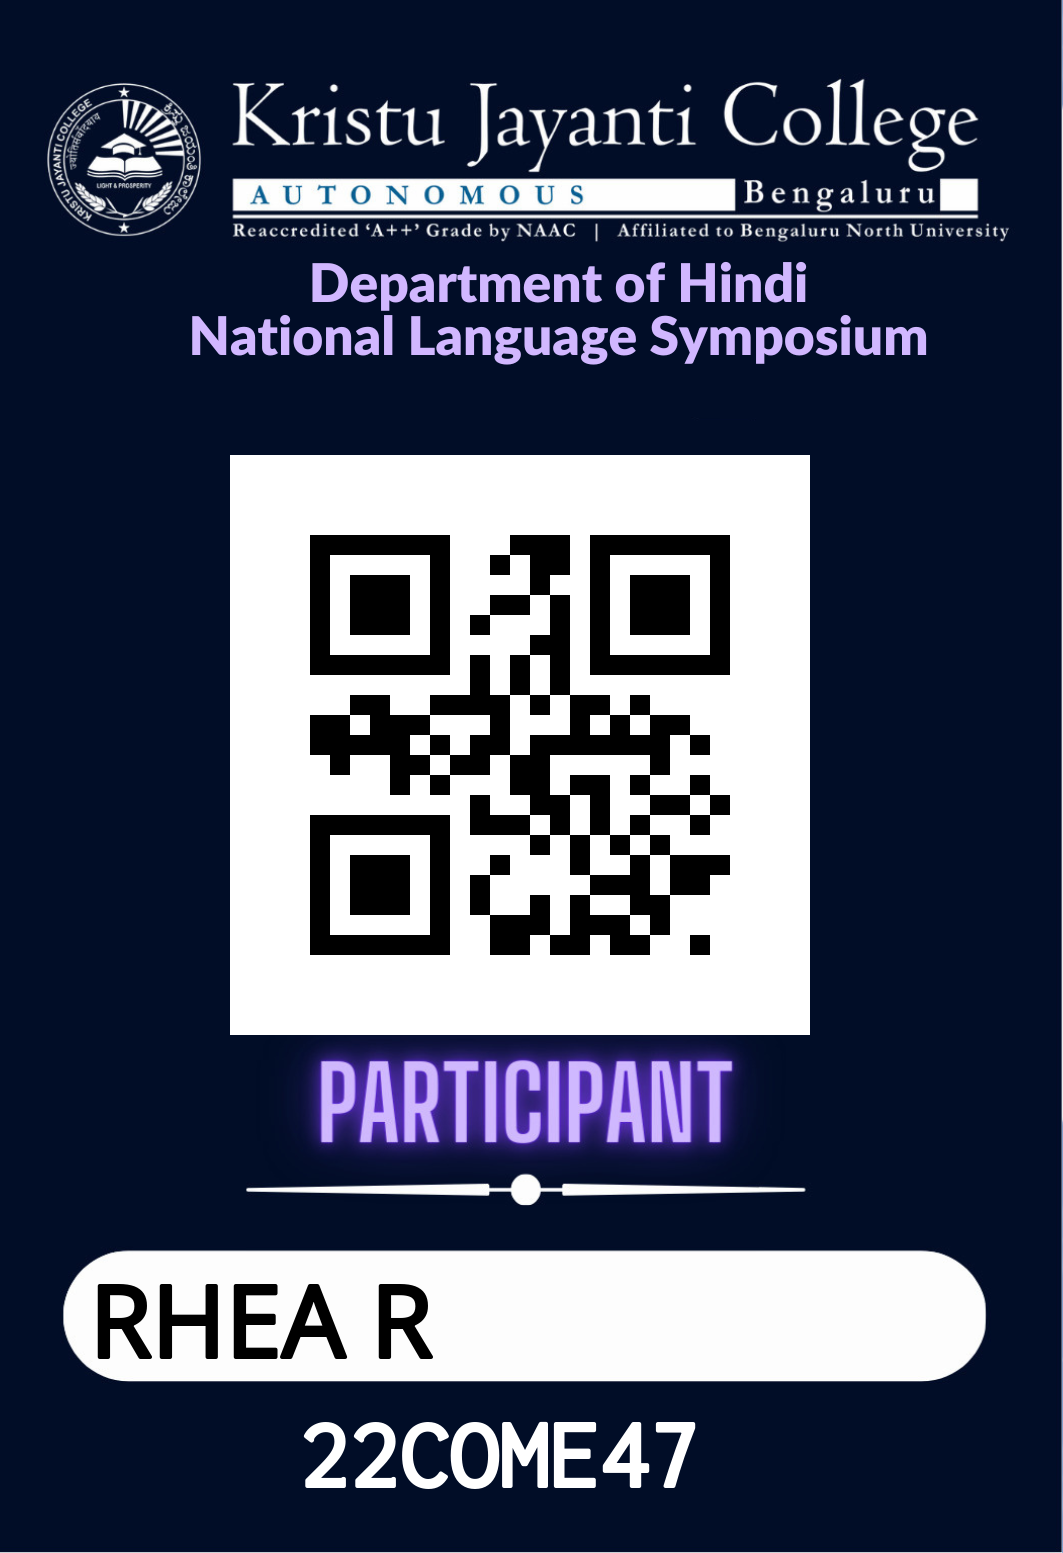 KRISTU JAYANTI COLLEGE
LIGHT & PROSPERITY
Kristu Jayanti College
AUTONOMOUS Bengaluru
Reaccredited ‘A++’ Grade by NAAC | Affiliated to Bengaluru North University
Department of Hindi
National Language Symposium
PARTICIPANT
RHEA R
22COME47